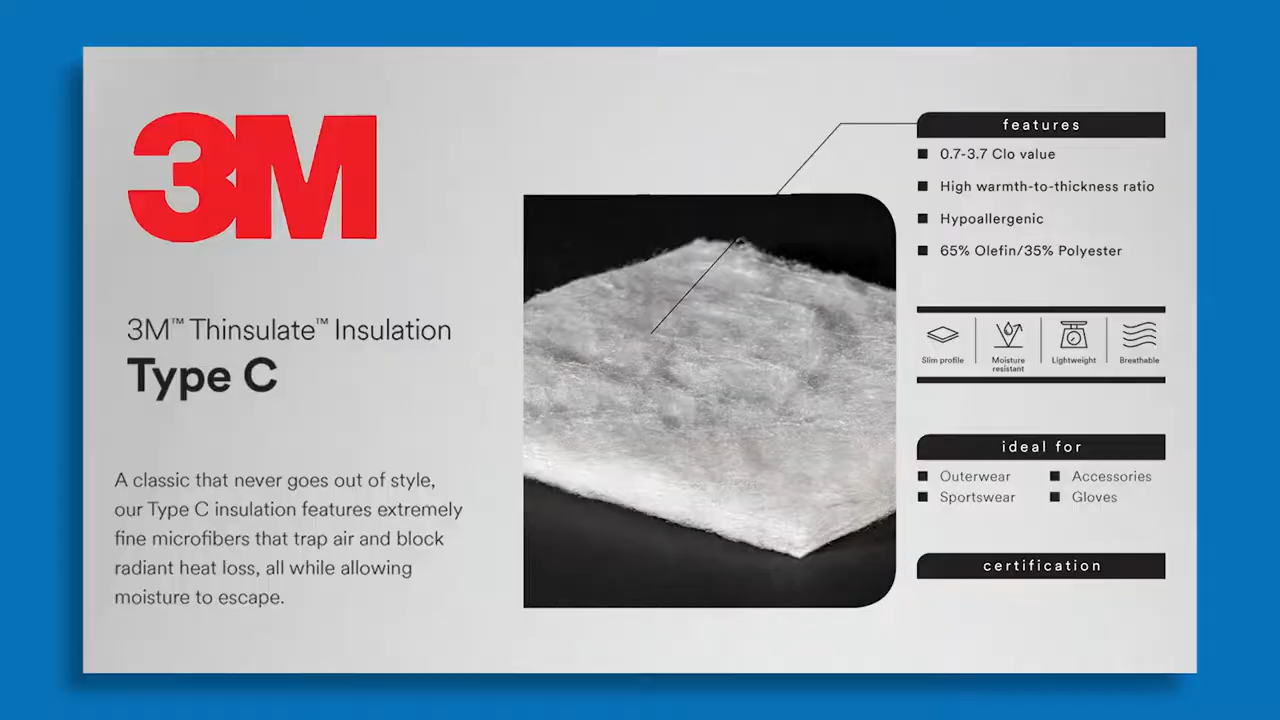 3M
3M™ Thinsulate™ Insulation
Type C
A classic that never goes out of style,
our Type C insulation features extremely
fine microfibers that trap air and block
radiant heat loss, all while allowing
moisture to escape.
features
0.7-3.7 Clo value
High warmth-to-thickness ratio
Hypoallergenic
65% Olefin/35% Polyester
Slim profile
Moisture
resistant
Lightweight
Breathable
ideal for
Outerwear
Accessories
Sportswear
Gloves
certification